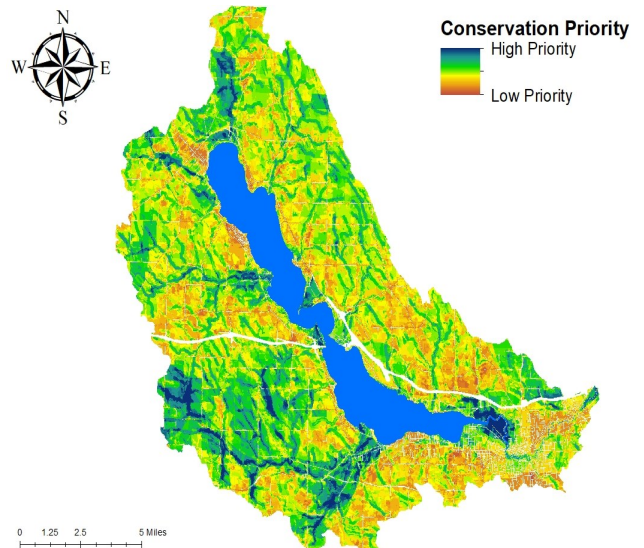 N
W E
S
Conservation Priority
High Priority
Low Priority
0 1.25 2.5 5 Miles